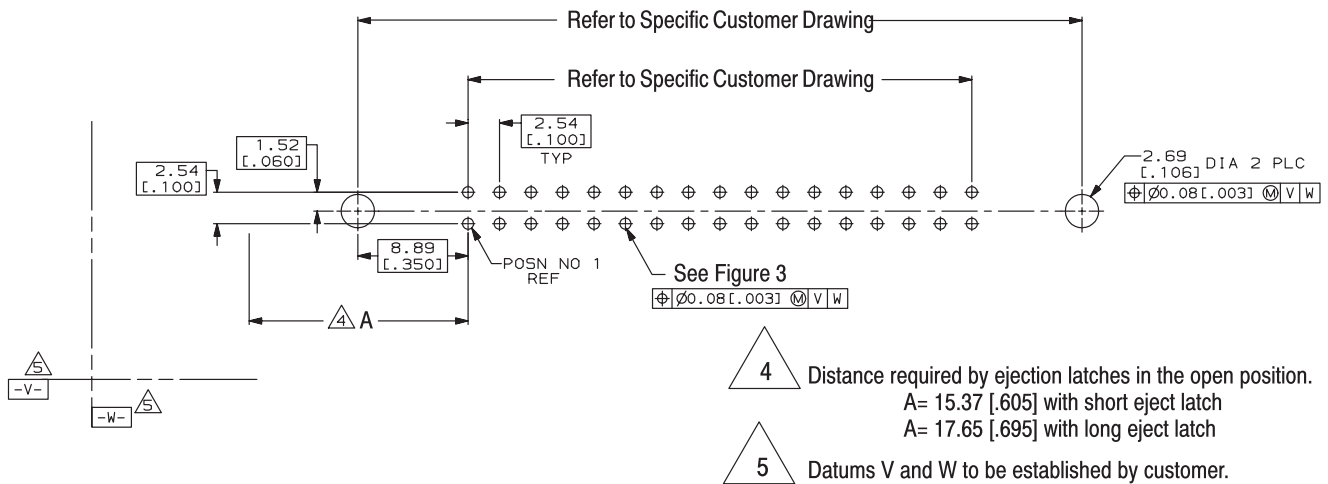 Refer to Specific Customer Drawing
Refer to Specific Customer Drawing
2.54
[.100]
TYP
1.52
[.060]
2.54
[.100]
2.69
[.106] DIA 2 PLC
⌖ Ø0.08[.003] Ⓜ V W
8.89
[.350]
POSN NO 1
REF
See Figure 3
⌖ Ø0.08[.003] Ⓜ V W
4 A
5
-V-
-W-
5
4 Distance required by ejection latches in the open position.
A= 15.37 [.605] with short eject latch
A= 17.65 [.695] with long eject latch
5 Datums V and W to be established by customer.